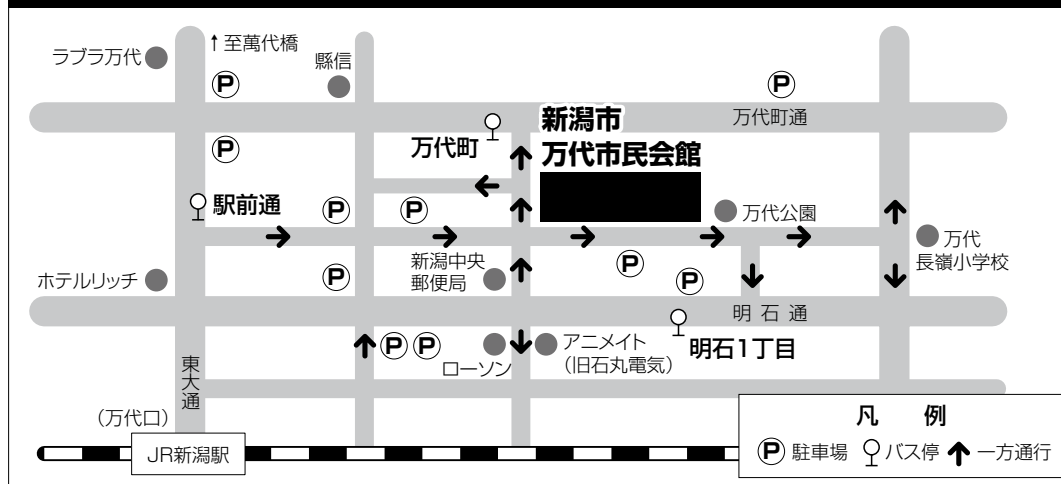 ↑至萬代橋
ラブラ万代
縣信
P
P
万代町通
P
新潟市
万代市民会館
万代町
駅前通
P
P
万代公園
万代
長嶺小学校
新潟中央
郵便局
P
P
P
ホテルリッチ
明石通
明石1丁目
P P
ローソン
アニメイト
(旧石丸電気)
東大通
(万代口)
JR新潟駅
凡 例
P 駐車場 バス停 一方通行